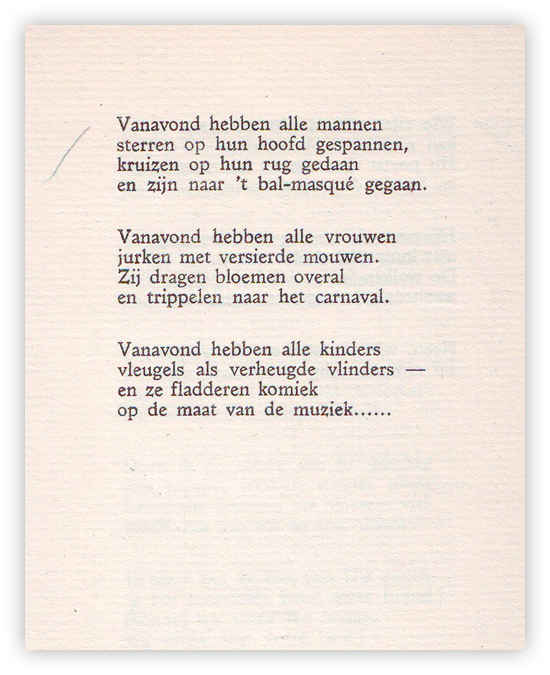 Vanavond hebben alle mannen
sterren op hun hoofd gespannen,
kruizen op hun rug gedaan
en zijn naar 't bal-masqué gegaan.
Vanavond hebben alle vrouwen
jurken met versierde mouwen.
Zij dragen bloemen overal
en trippelen naar het carnaval.
Vanavond hebben alle kinders
vleugels als verheugde vlinders —
en ze fladderen komiek
op de maat van de muziek......